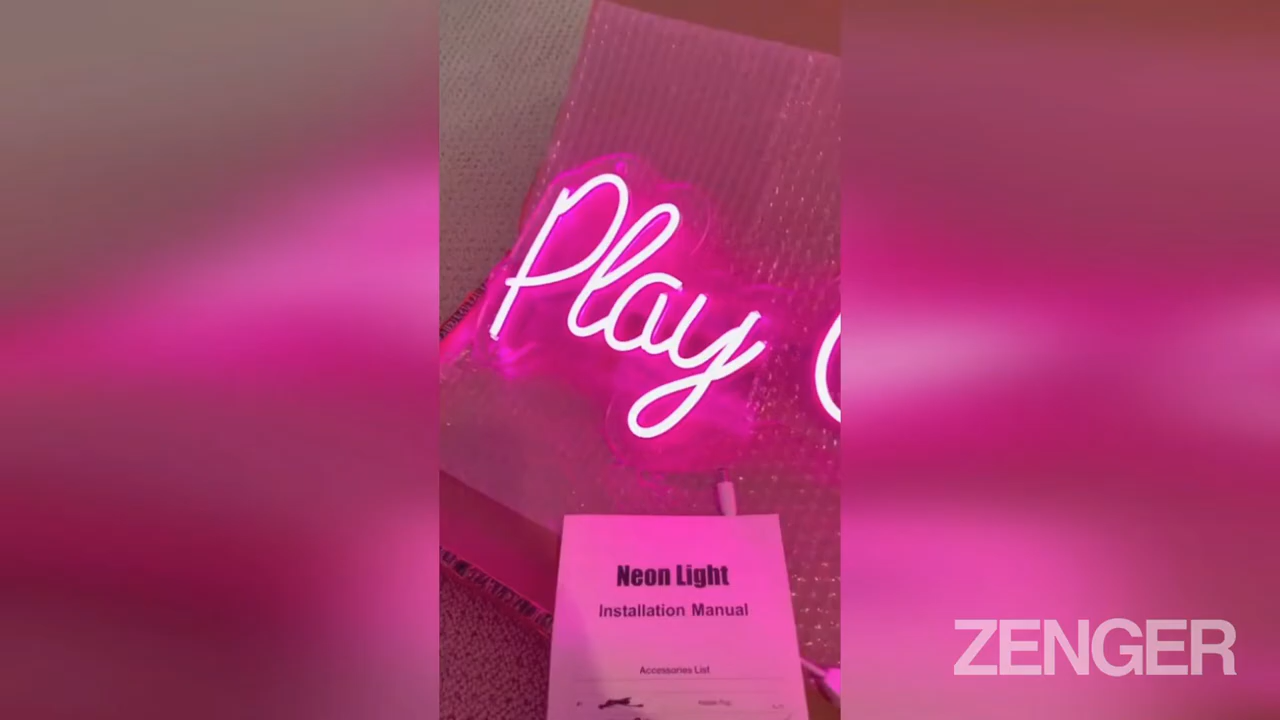 Play
Neon Light
Installation Manual
Accessories List
ZENGER